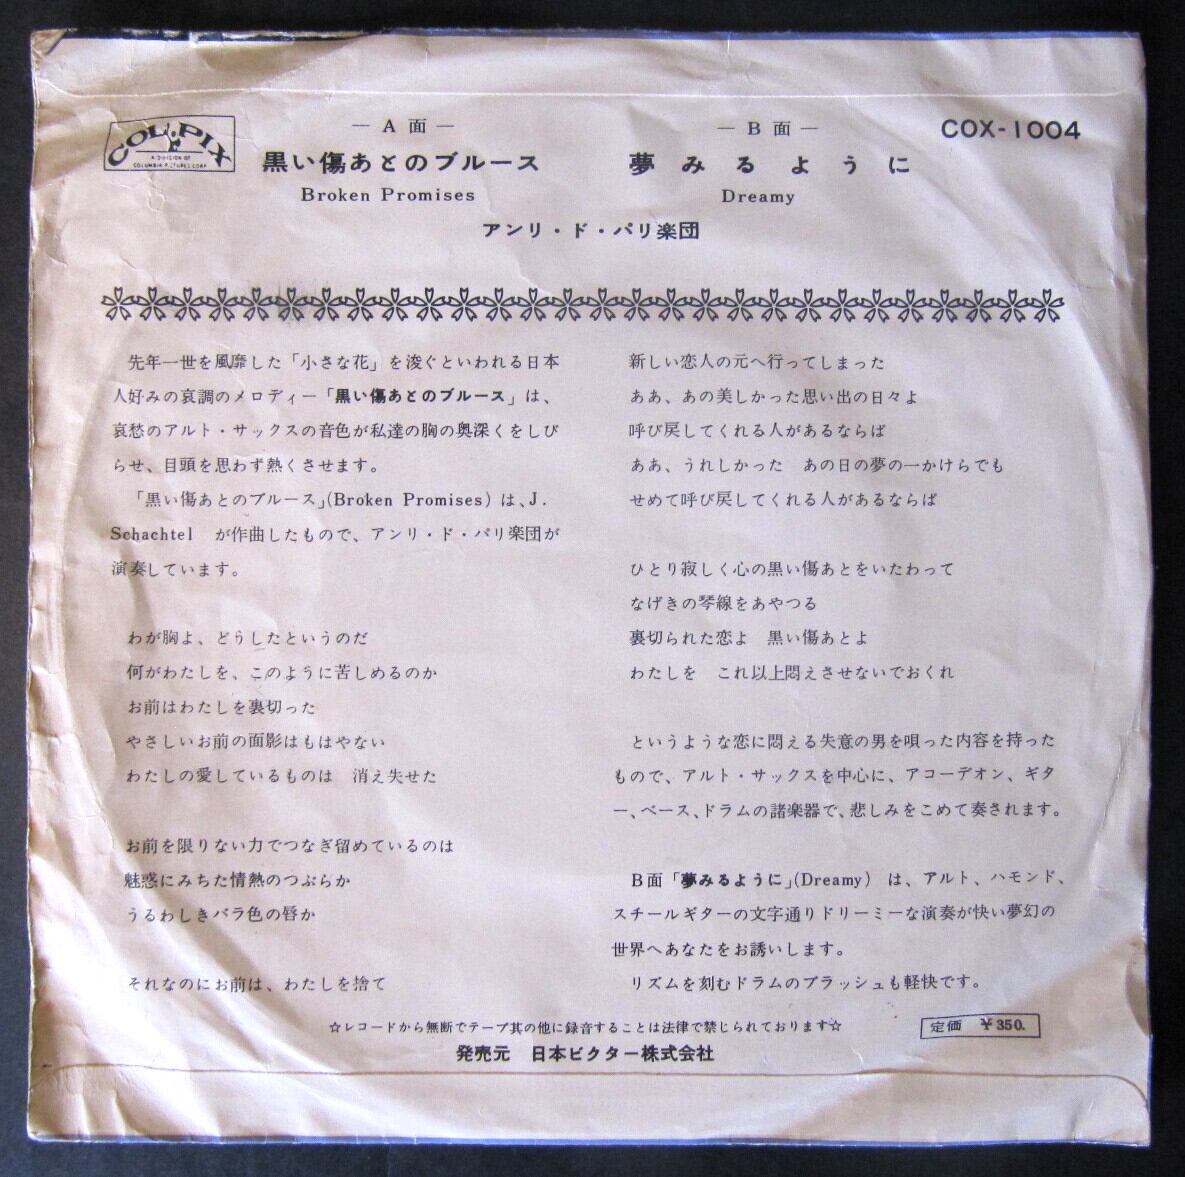 COLPIX
A DIVISION OF
COLUMBIA PICTURES CORP.
— A 面 —
黒い傷あとのブルース
Broken Promises
— B 面 —
夢みるように
Dreamy
COX-1004
アンリ・ド・パリ楽団
先年一世を風靡した「小さな花」を凌ぐといわれる日本
人好みの哀調のメロディー「黒い傷あとのブルース」は、
哀愁のアルト・サックスの音色が私達の胸の奥深くをしび
らせ、目頭を思わず熱くさせます。
「黒い傷あとのブルース」(Broken Promises) は、J.
Schachtel が作曲したもので、アンリ・ド・パリ楽団が
演奏しています。
わが胸よ、どうしたというのだ
何がわたしを、このように苦しめるのか
お前はわたしを裏切った
やさしいお前の面影はもはやない
わたしの愛しているものは 消え失せた
お前を限りない力でつなぎ留めているのは
魅惑にみちた情熱のつぶらか
うるわしきバラ色の唇か
それなのにお前は、わたしを捨て
新しい恋人の元へ行ってしまった
ああ、あの美しかった思い出の日々よ
呼び戻してくれる人があるならば
ああ、うれしかった あの日の夢の一かけらでも
せめて呼び戻してくれる人があるならば
ひとり寂しく心の黒い傷あとをいたわって
なげきの琴線をあやつる
裏切られた恋よ 黒い傷あとよ
わたしを これ以上悶えさせないでおくれ
というような恋に悶える失意の男を唄った内容を持った
もので、アルト・サックスを中心に、アコーデオン、ギタ
ー、ベース、ドラムの諸楽器で、悲しみをこめて奏されます。
B面「夢みるように」(Dreamy) は、アルト、ハモンド、
スチールギターの文字通りドリーミーな演奏が快い夢幻の
世界へあなたをお誘いします。
リズムを刻むドラムのブラッシュも軽快です。
☆レコードから無断でテープ其の他に録音することは法律で禁じられております☆
定価 ¥350.
発売元 日本ビクター株式会社